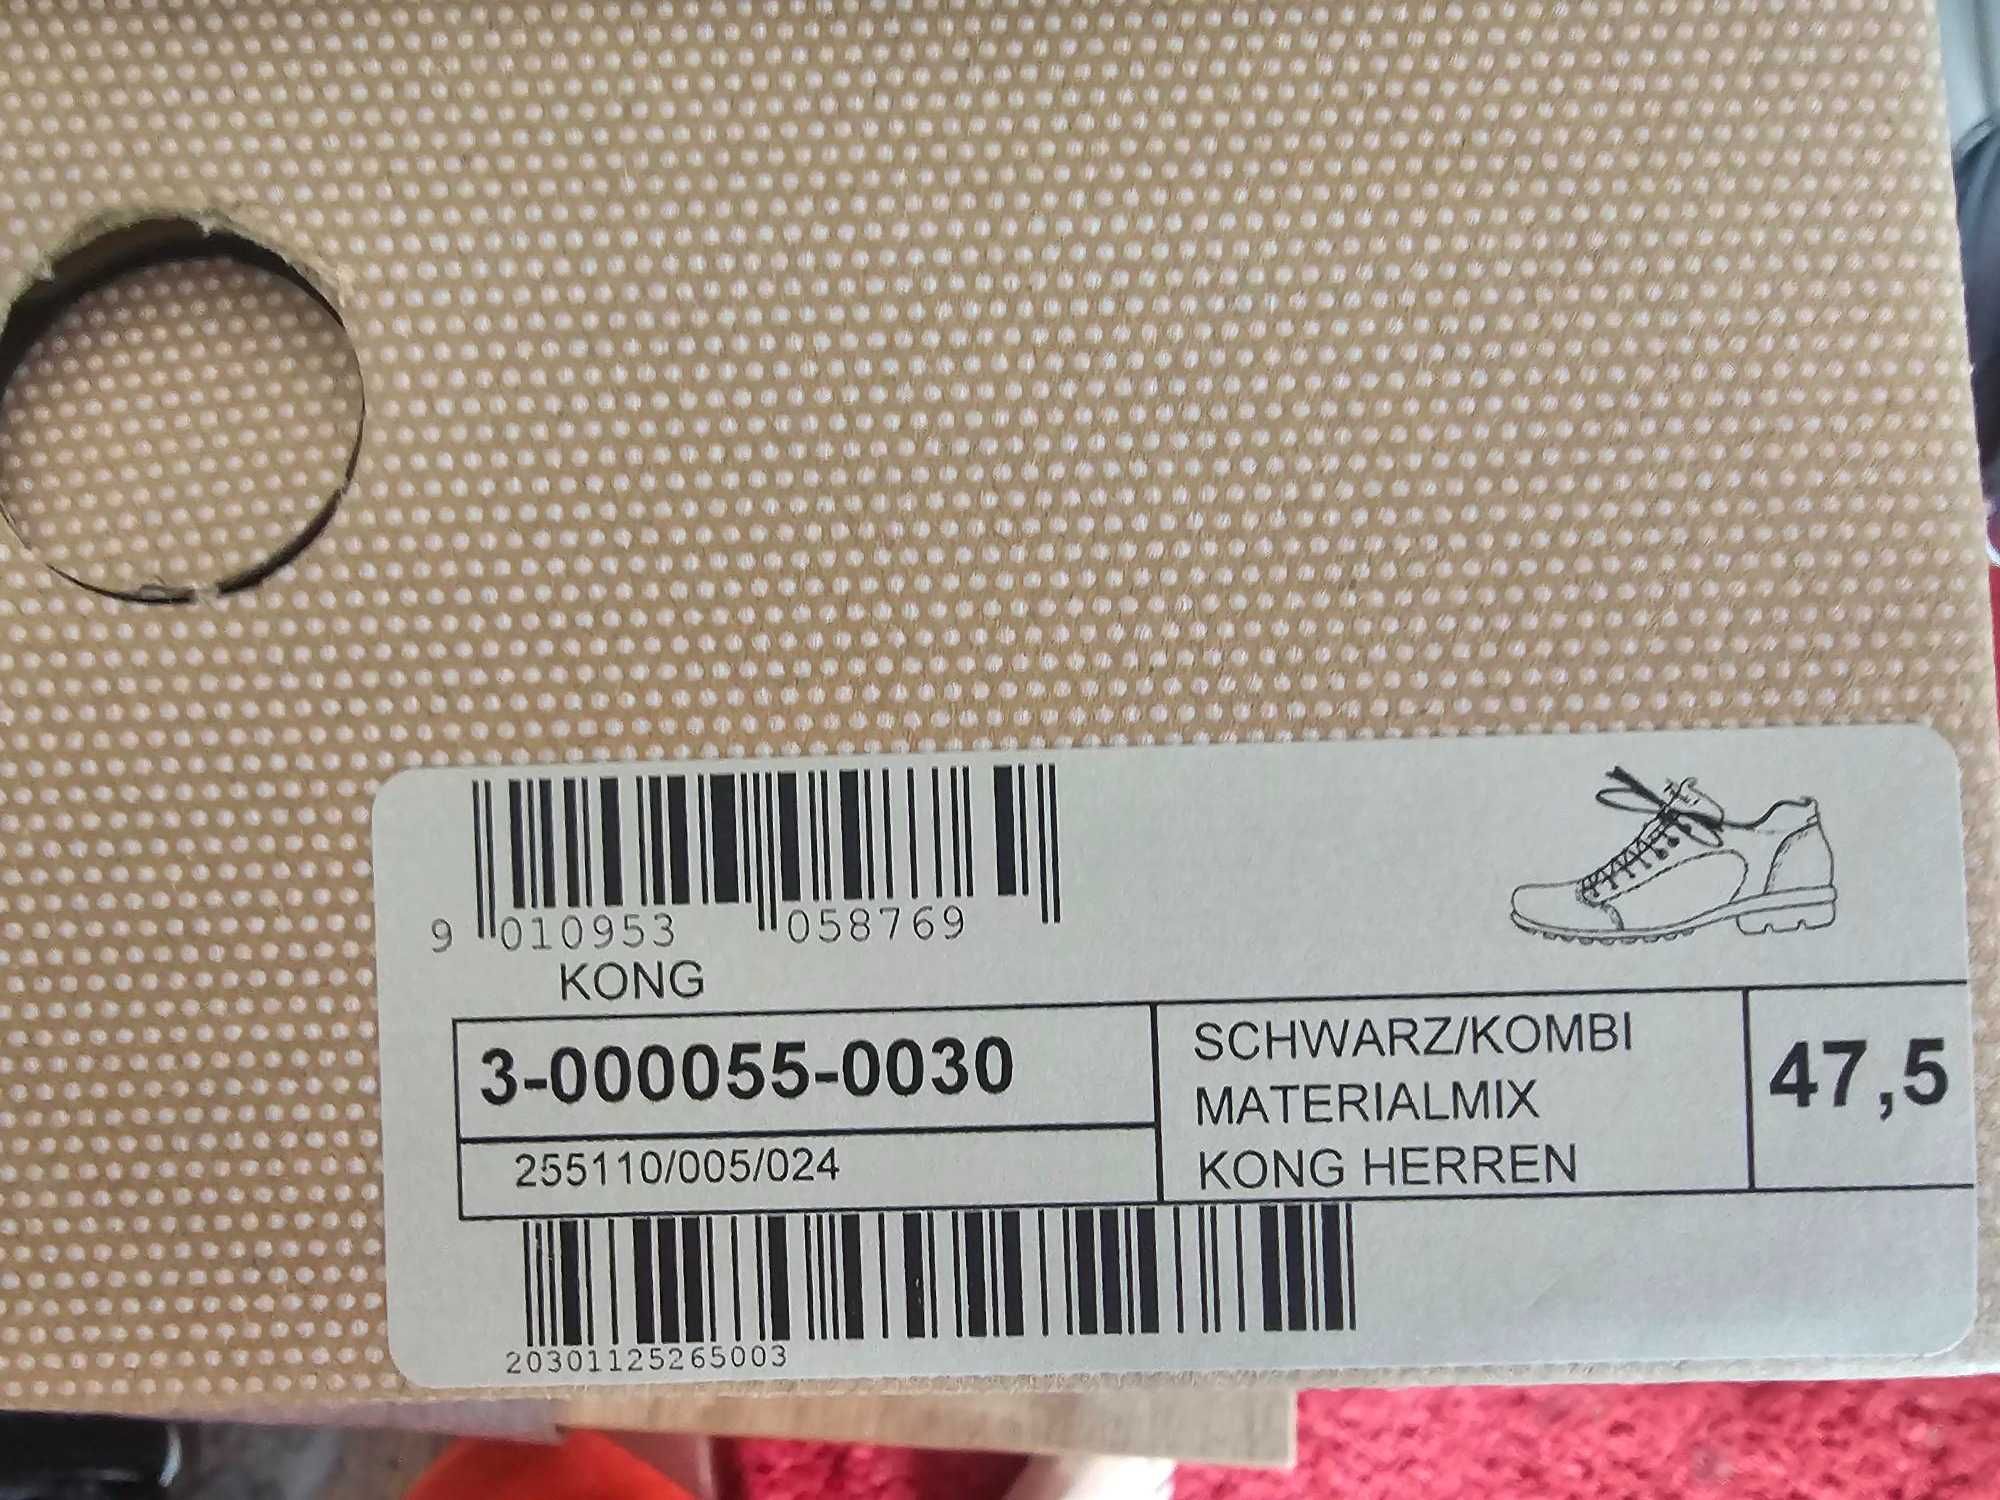 9 010953 058769
KONG
3-000055-0030
255110/005/024
SCHWARZ/KOMBI
MATERIALMIX
KONG HERREN
47,5
20301125265003